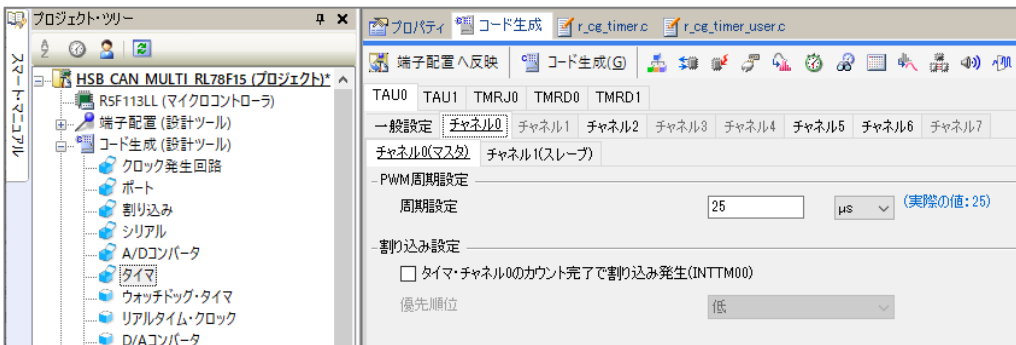 プロジェクト・ツリー
プロパティ コード生成 r_cg_timer.c r_cg_timer_user.c
スマート・マニュアル
端子配置へ反映 コード生成(G)
HSB_CAN_MULTI_RL78F15 (プロジェクト)*
R5F113LL (マイクロコントローラ)
端子配置 (設計ツール)
コード生成 (設計ツール)
クロック発生回路
ポート
割り込み
シリアル
A/Dコンバータ
タイマ
ウォッチドッグ・タイマ
リアルタイム・クロック
D/Aコンバータ
TAU0 TAU1 TMRJ0 TMRD0 TMRD1
一般設定 チャネル0 チャネル1 チャネル2 チャネル3 チャネル4 チャネル5 チャネル6 チャネル7
チャネル0(マスタ) チャネル1(スレーブ)
PWM周期設定
周期設定 25 μs (実際の値: 25)
割り込み設定
タイマ・チャネル0のカウント完了で割り込み発生(INTTM00)
優先順位 低